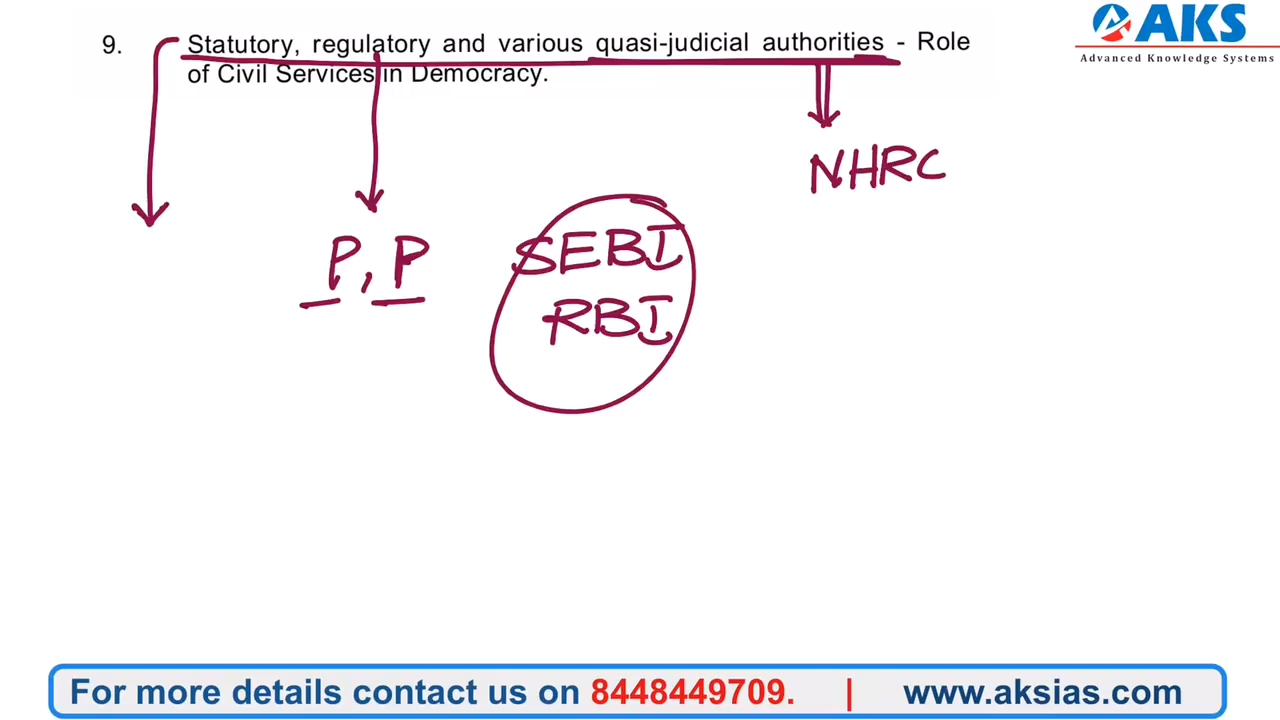 9. Statutory, regulatory and various quasi-judicial authorities - Role
of Civil Services in Democracy.
AKS
Advanced Knowledge Systems
NHRC
P, P
SEBI
RBI
For more details contact us on 8448449709. | www.aksias.com